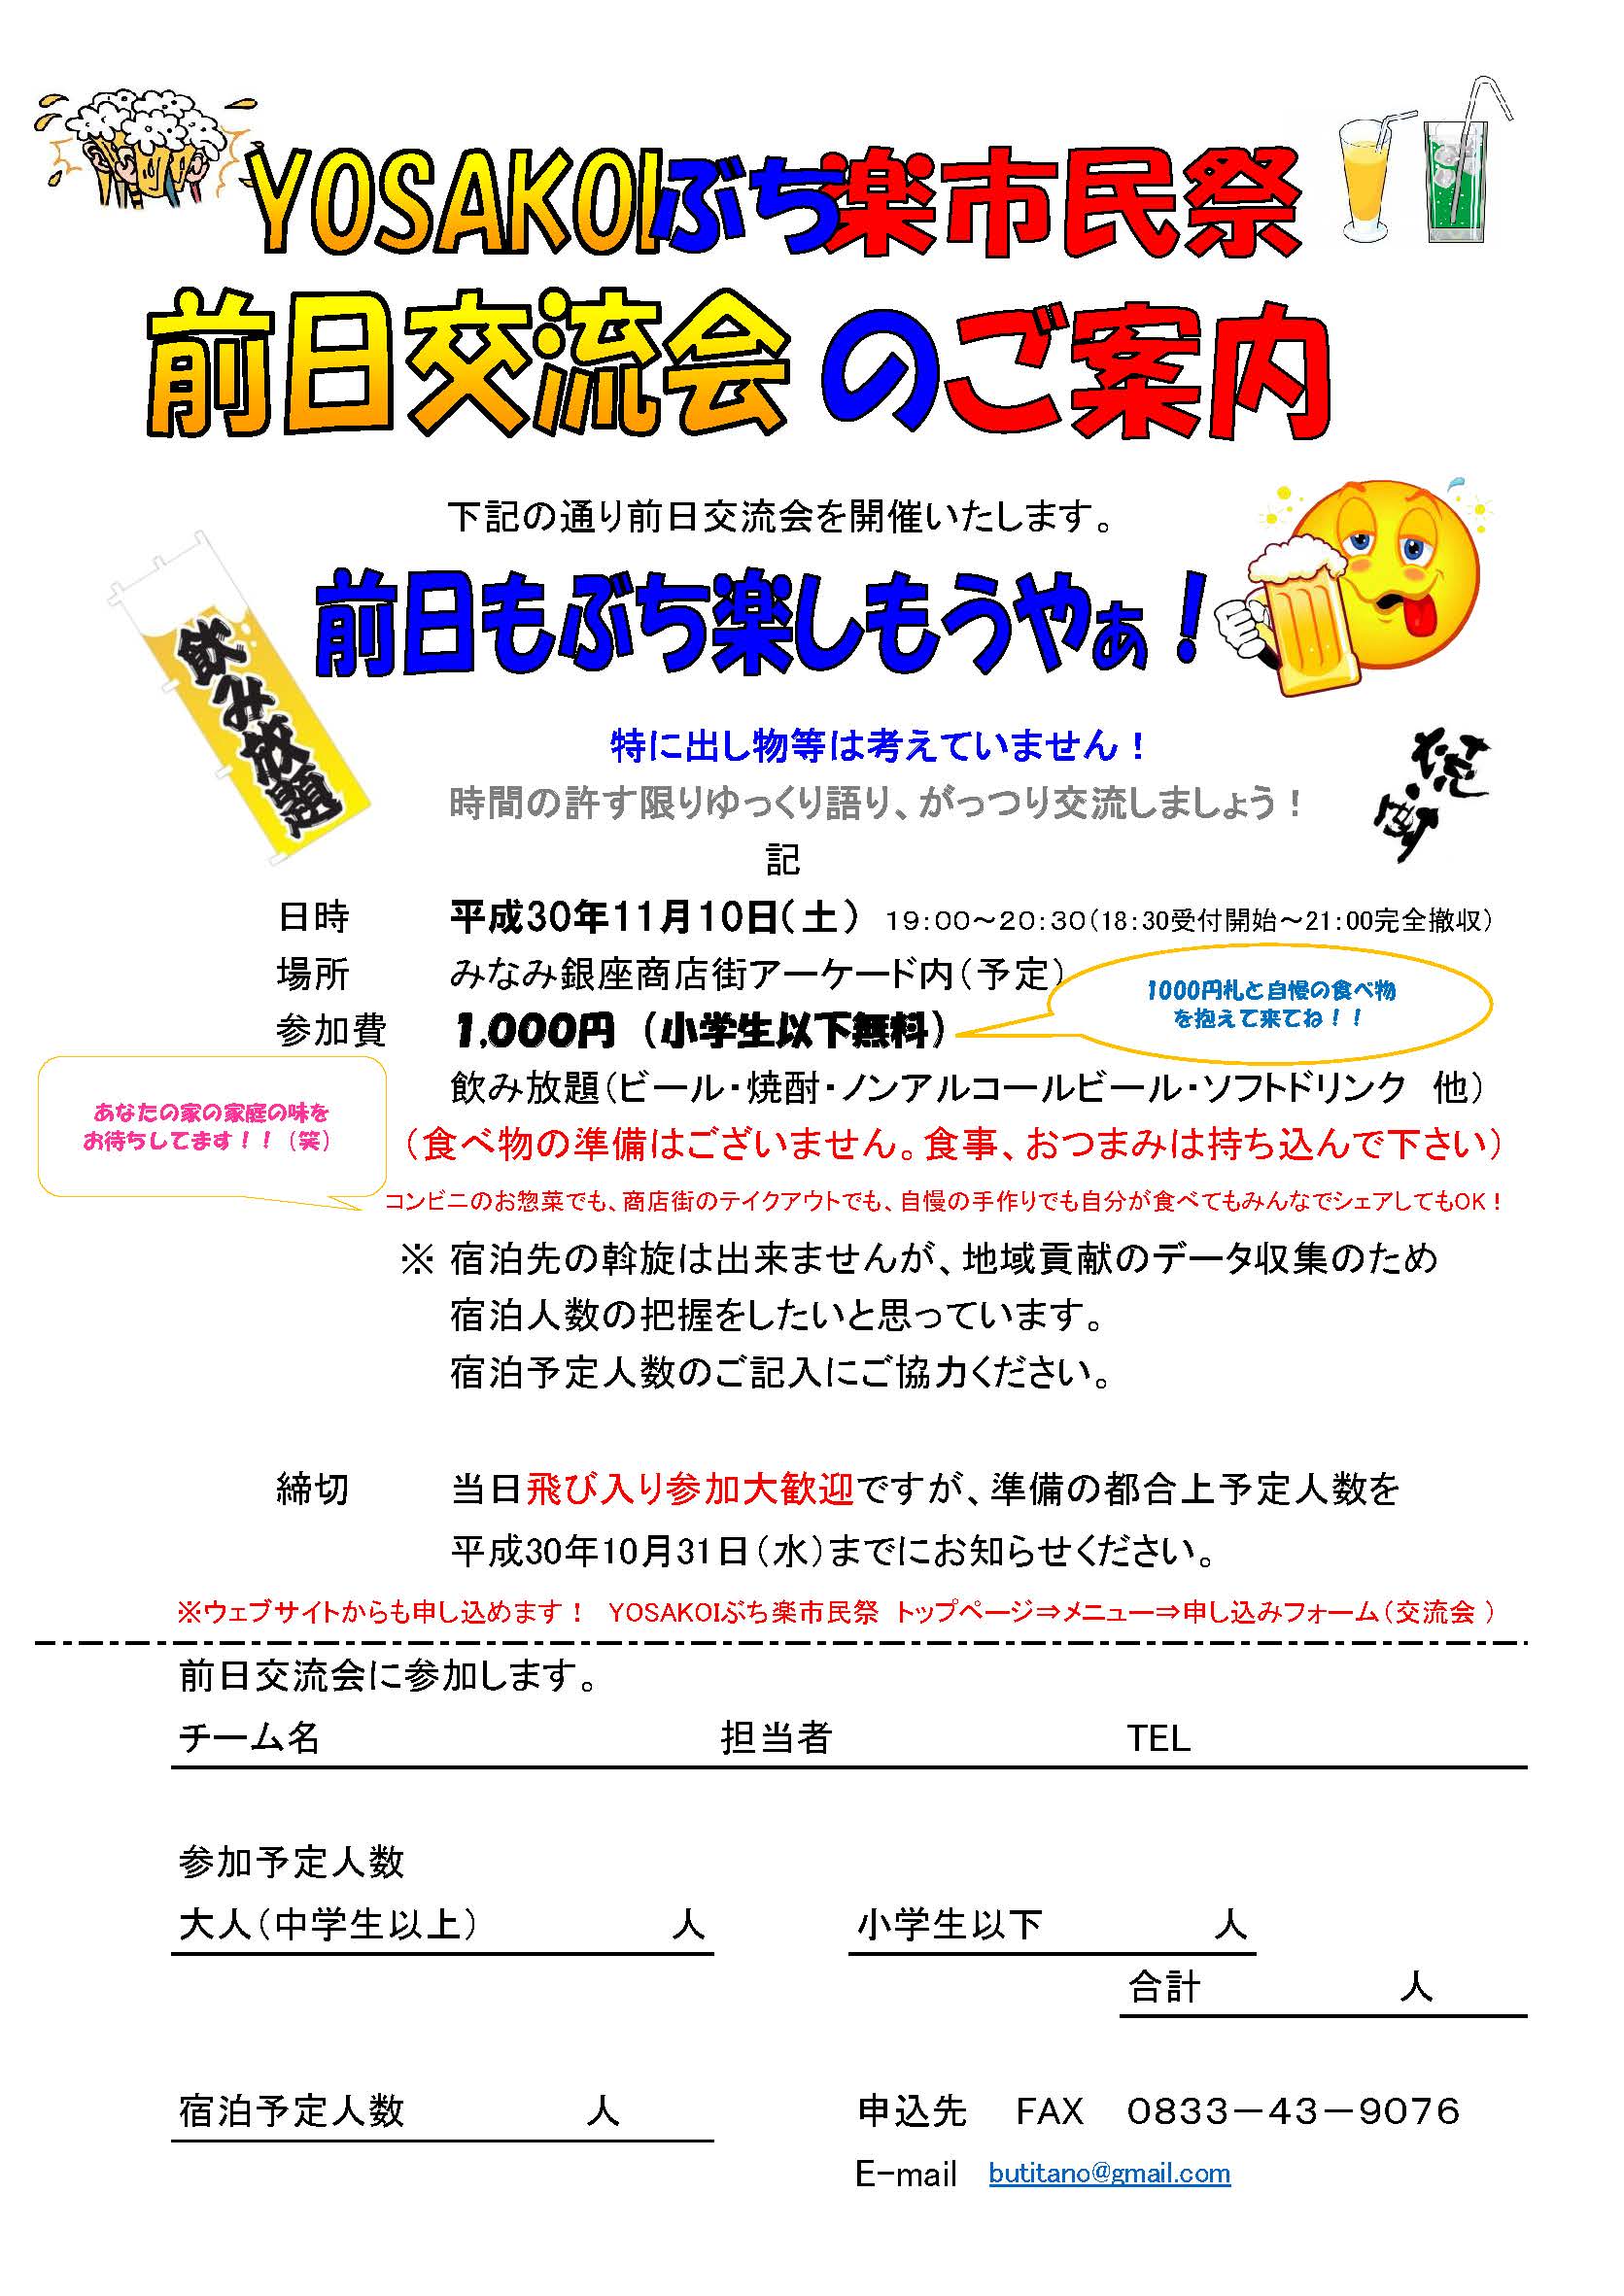 YOSAKOIぶち楽市民祭
前日交流会のご案内
下記の通り前日交流会を開催いたします。
前日もぶち楽しもうやぁ！
飲み放題
特に出し物等は考えていません！
時間の許す限りゆっくり語り、がっつり交流しましょう！
記
日時 平成30年11月10日(土) 19:00～20:30(18:30受付開始～21:00完全撤収)
場所 みなみ銀座商店街アーケード内(予定)
1000円札と自慢の食べ物
を抱えて来てね！！
参加費 1,000円 (小学生以下無料)
飲み放題(ビール・焼酎・ノンアルコールビール・ソフトドリンク 他)
あなたの家の家庭の味を
お待ちしてます！！(笑)
(食べ物の準備はございません。食事、おつまみは持ち込んで下さい)
コンビニのお惣菜でも、商店街のテイクアウトでも、自慢の手作りでも自分が食べてもみんなでシェアしてもOK！
※ 宿泊先の斡旋は出来ませんが、地域貢献のデータ収集のため
宿泊人数の把握をしたいと思っています。
宿泊予定人数のご記入にご協力ください。
締切 当日飛び入り参加大歓迎ですが、準備の都合上予定人数を
平成30年10月31日(水)までにお知らせください。
※ウェブサイトからも申し込めます！ YOSAKOIぶち楽市民祭 トップページ⇒メニュー⇒申し込みフォーム(交流会 )
前日交流会に参加します。
チーム名 担当者 TEL
参加予定人数
大人(中学生以上) 人 小学生以下 人
合計 人
宿泊予定人数 人 申込先 FAX 0833－43－9076
E-mail butitano@gmail.com